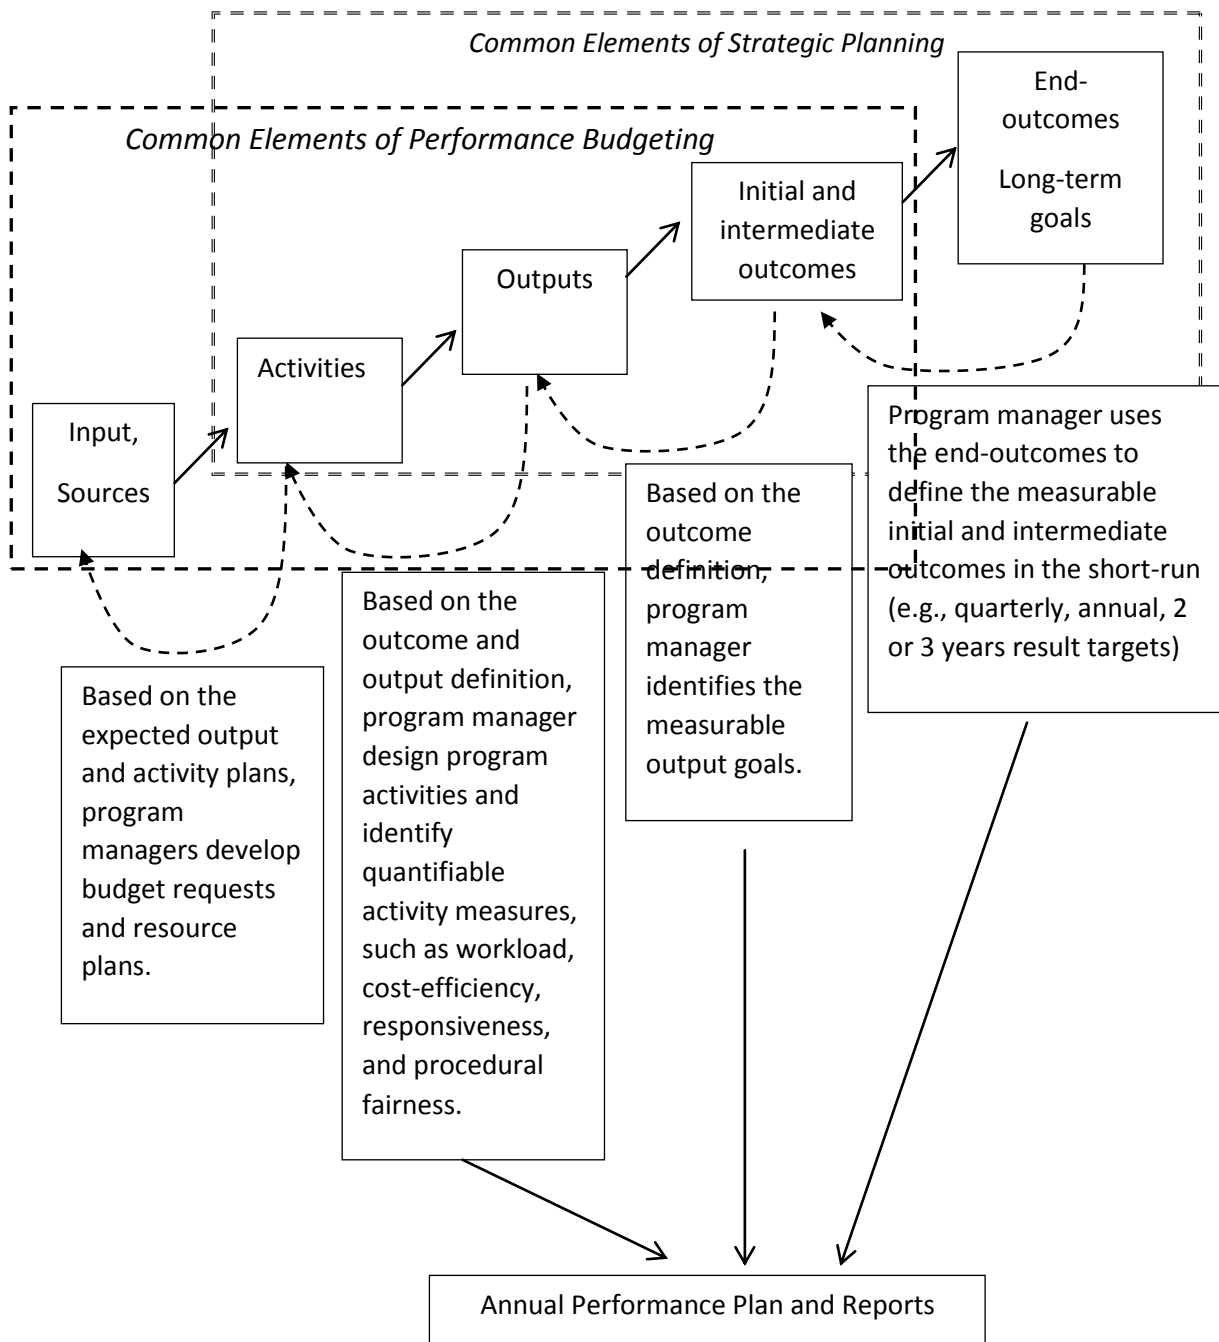 Common Elements of Strategic Planning
End-
outcomes
Long-term
goals
Common Elements of Performance Budgeting
Initial and
intermediate
outcomes
Outputs
Activities
Input,
Sources
Program manager uses
the end-outcomes to
define the measurable
initial and intermediate
outcomes in the short-run
(e.g., quarterly, annual, 2
or 3 years result targets)
Based on the
outcome
definition,
program
manager
identifies the
measurable
output goals.
Based on the
outcome and
output definition,
program manager
design program
activities and
identify
quantifiable
activity measures,
such as workload,
cost-efficiency,
responsiveness,
and procedural
fairness.
Based on the
expected output
and activity plans,
program
managers develop
budget requests
and resource
plans.
Annual Performance Plan and Reports